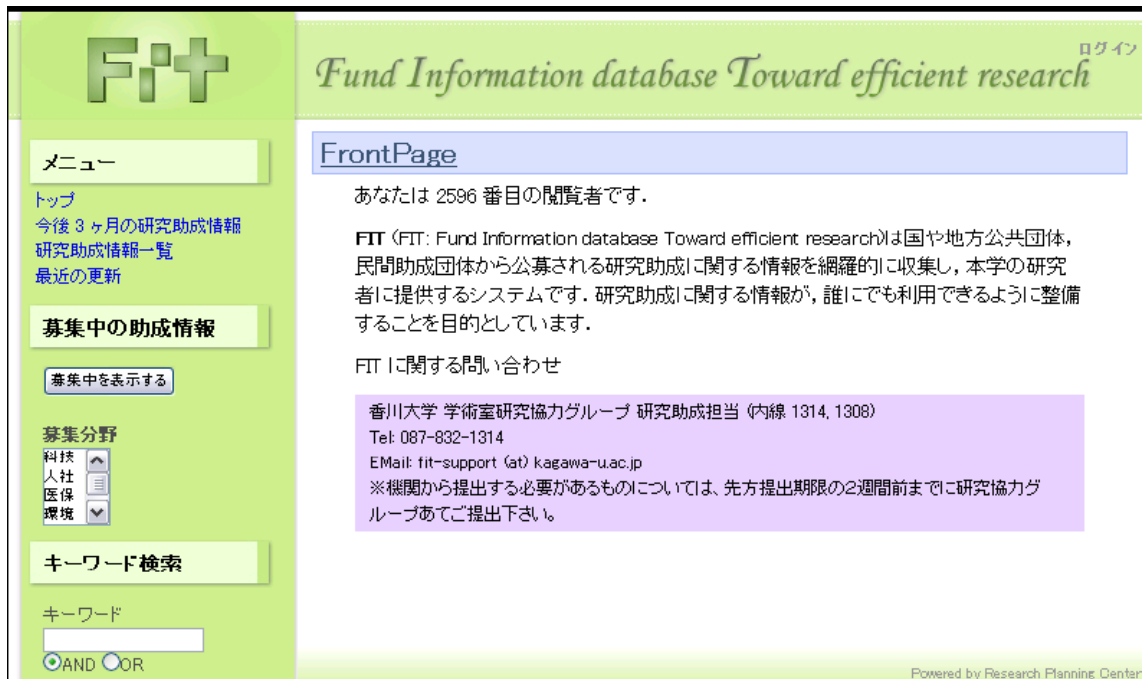 Fit
Fund Information database Toward efficient research
ログイン
メニュー
トップ
今後3ヶ月の研究助成情報
研究助成情報一覧
最近の更新
募集中の助成情報
募集中を表示する
募集分野
科技
人社
医保
環境
キーワード検索
キーワード
AND OR
FrontPage
あなたは 2596 番目の閲覧者です.
FIT (FIT: Fund Information database Toward efficient research)は国や地方公共団体,
民間助成団体から公募される研究助成に関する情報を網羅的に収集し, 本学の研究
者に提供するシステムです. 研究助成に関する情報が, 誰にでも利用できるように整備
することを目的としています.
FIT に関する問い合わせ
香川大学 学術室研究協力グループ 研究助成担当 (内線 1314, 1308)
Tel: 087-832-1314
EMail: fit-support (at) kagawa-u.ac.jp
※機関から提出する必要があるものについては、先方提出期限の2週間前までに研究協力グ
ループあてご提出下さい。
Powered by Research Planning Center